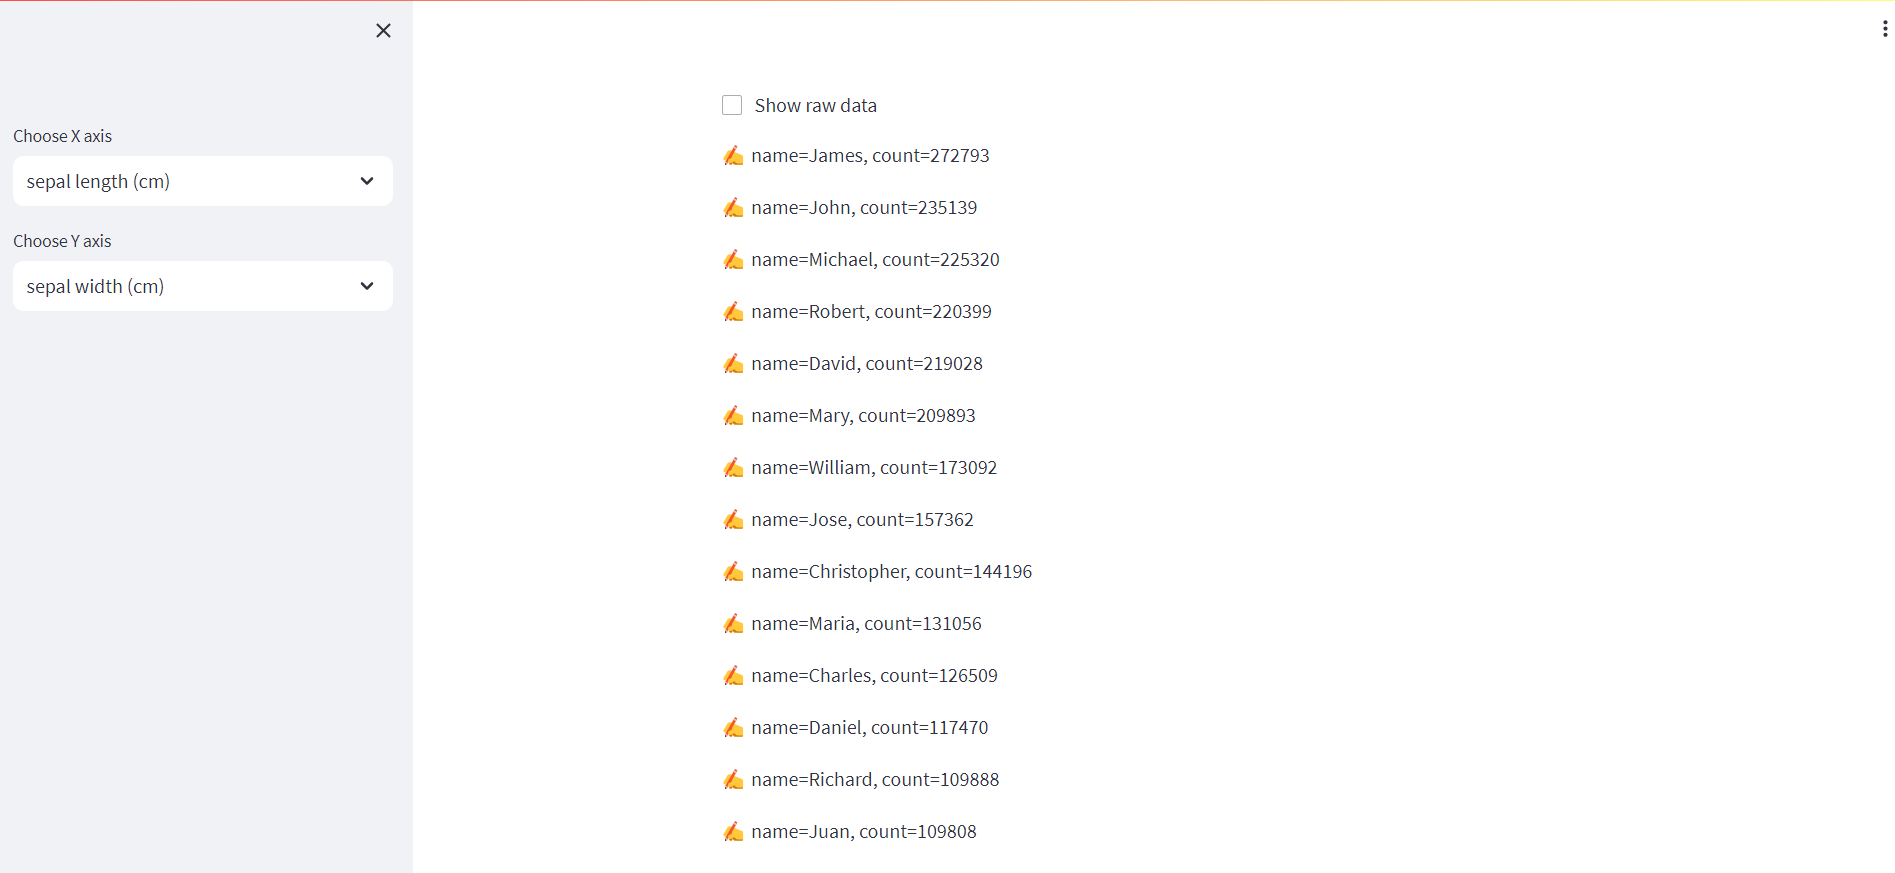 Choose X axis
sepal length (cm)
Choose Y axis
sepal width (cm)
Show raw data
✍️ name=James, count=272793
✍️ name=John, count=235139
✍️ name=Michael, count=225320
✍️ name=Robert, count=220399
✍️ name=David, count=219028
✍️ name=Mary, count=209893
✍️ name=William, count=173092
✍️ name=Jose, count=157362
✍️ name=Christopher, count=144196
✍️ name=Maria, count=131056
✍️ name=Charles, count=126509
✍️ name=Daniel, count=117470
✍️ name=Richard, count=109888
✍️ name=Juan, count=109808